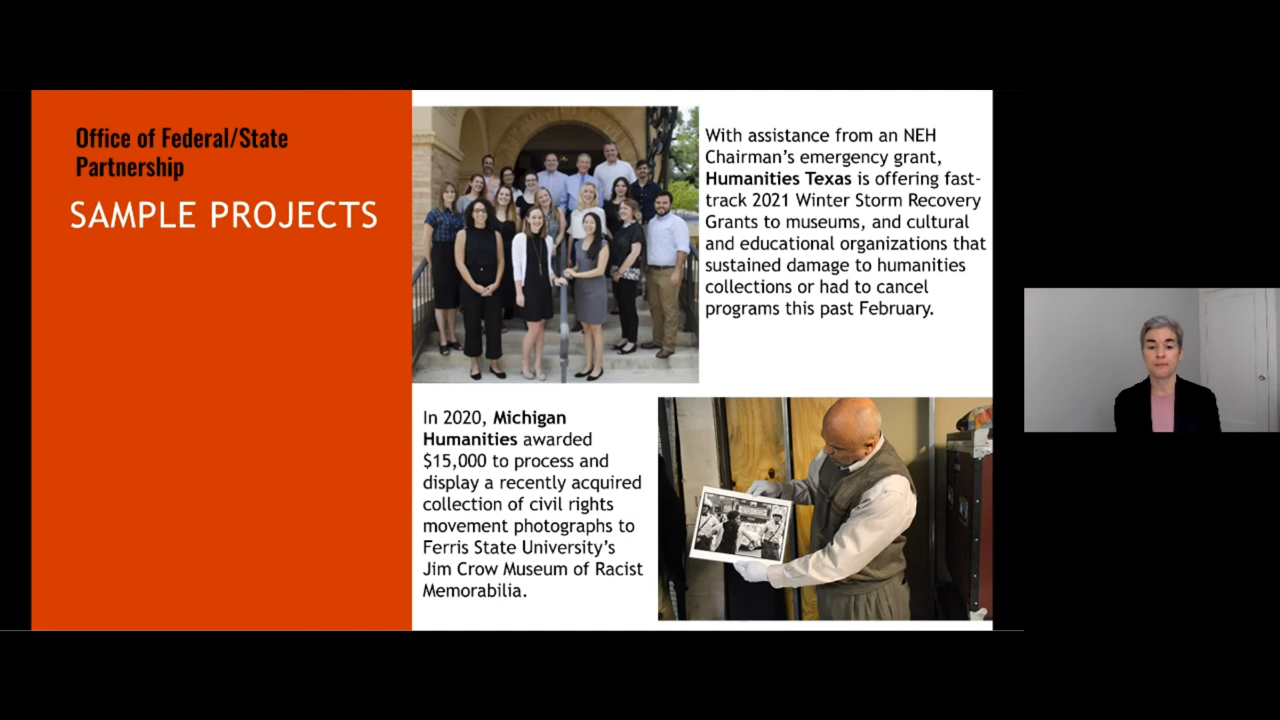 Office of Federal/State
Partnership
SAMPLE PROJECTS
With assistance from an NEH
Chairman's emergency grant,
Humanities Texas is offering fast-
track 2021 Winter Storm Recovery
Grants to museums, and cultural
and educational organizations that
sustained damage to humanities
collections or had to cancel
programs this past February.
In 2020, Michigan
Humanities awarded
$15,000 to process and
display a recently acquired
collection of civil rights
movement photographs to
Ferris State University's
Jim Crow Museum of Racist
Memorabilia.